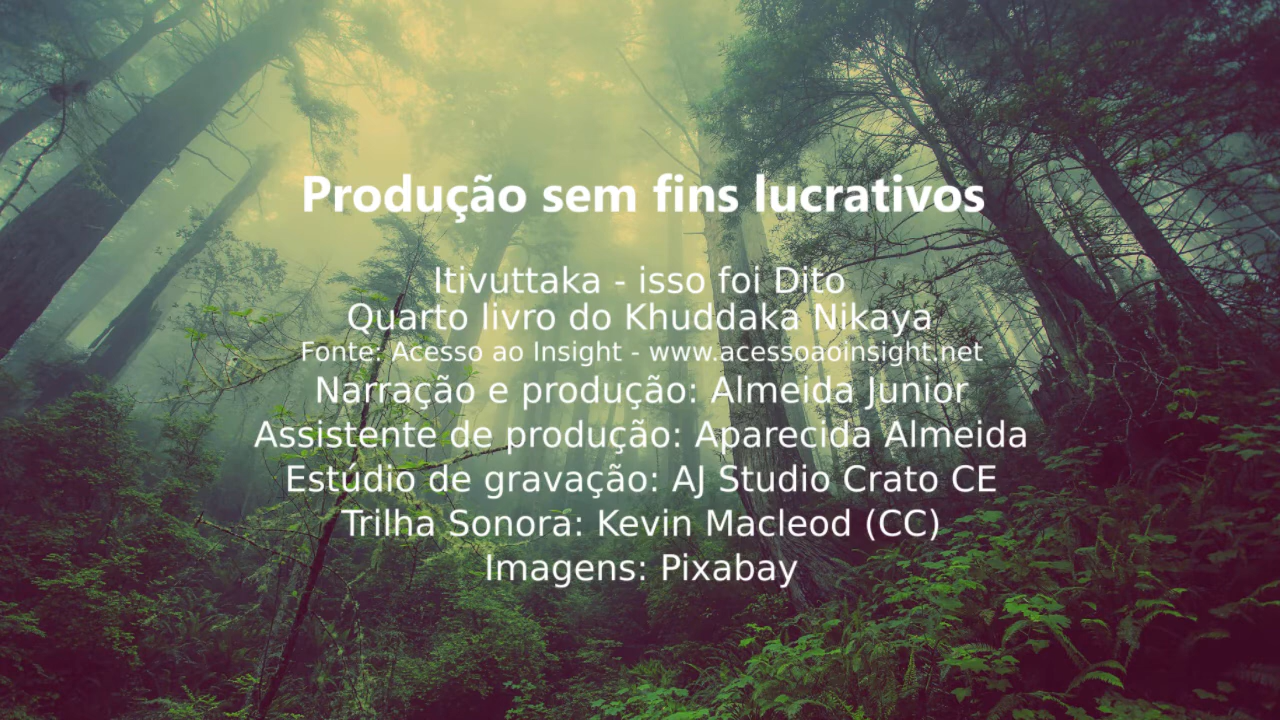 Produção sem fins lucrativos
Itivuttaka - isso foi Dito
Quarto livro do Khuddaka Nikaya
Fonte: Acesso ao Insight - www.acessoaoinsight.net
Narração e produção: Almeida Junior
Assistente de produção: Aparecida Almeida
Estúdio de gravação: AJ Studio Crato CE
Trilha Sonora: Kevin Macleod (CC)
Imagens: Pixabay